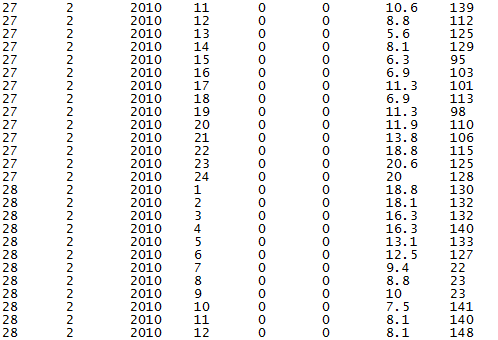 27 2 2010 11 0 0 10.6 139
27 2 2010 12 0 0 8.8 112
27 2 2010 13 0 0 5.6 125
27 2 2010 14 0 0 8.1 129
27 2 2010 15 0 0 6.3 95
27 2 2010 16 0 0 6.9 103
27 2 2010 17 0 0 11.3 101
27 2 2010 18 0 0 6.9 113
27 2 2010 19 0 0 11.3 98
27 2 2010 20 0 0 11.9 110
27 2 2010 21 0 0 13.8 106
27 2 2010 22 0 0 18.8 115
27 2 2010 23 0 0 20.6 125
27 2 2010 24 0 0 20 128
28 2 2010 1 0 0 18.8 130
28 2 2010 2 0 0 18.1 132
28 2 2010 3 0 0 16.3 132
28 2 2010 4 0 0 16.3 140
28 2 2010 5 0 0 13.1 133
28 2 2010 6 0 0 12.5 127
28 2 2010 7 0 0 9.4 22
28 2 2010 8 0 0 8.8 23
28 2 2010 9 0 0 10 23
28 2 2010 10 0 0 7.5 141
28 2 2010 11 0 0 8.1 140
28 2 2010 12 0 0 8.1 148